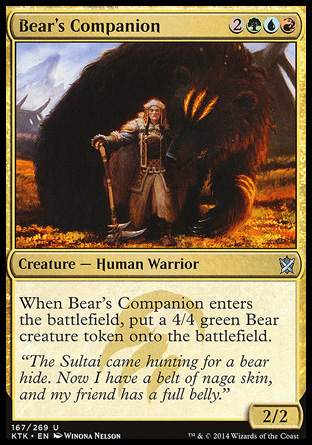 Bear's Companion 2
Creature — Human Warrior
When Bear's Companion enters
the battlefield, put a 4/4 green Bear
creature token onto the battlefield.
"The Sultai came hunting for a bear
hide. Now I have a belt of naga skin,
and my friend has a full belly."
2/2
167/269 U
KTK • EN Winona Nelson ™ & © 2014 Wizards of the Coast